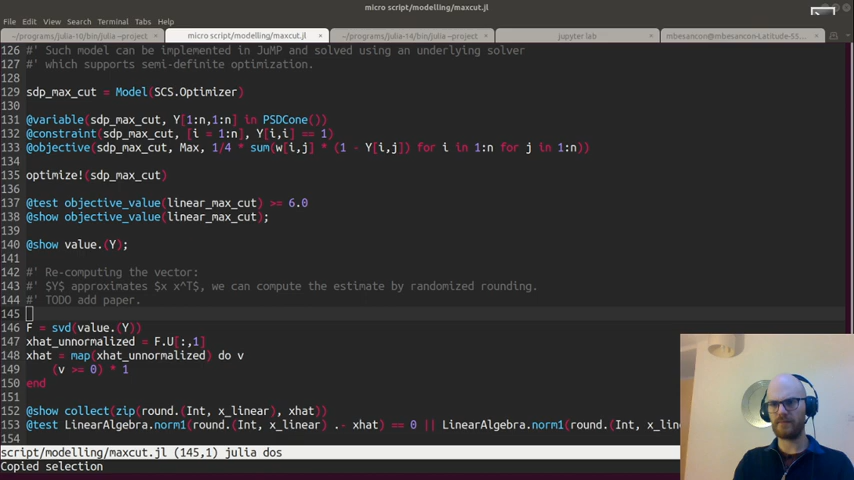 micro script/modelling/maxcut.jl
File Edit View Search Terminal Tabs Help
~/programs/julia-10/bin/julia --project × micro script/modelling/maxcut.jl × ~/programs/julia-14/bin/julia --project × jupyter lab × mbesancon@mbesancon-Latitude-55... ×
126 #' Such model can be implemented in JuMP and solved using an underlying solver
127 #' which supports semi-definite optimization.
128
129 sdp_max_cut = Model(SCS.Optimizer)
130
131 @variable(sdp_max_cut, Y[1:n,1:n] in PSDCone())
132 @constraint(sdp_max_cut, [i = 1:n], Y[i,i] == 1)
133 @objective(sdp_max_cut, Max, 1/4 * sum(w[i,j] * (1 - Y[i,j]) for i in 1:n for j in 1:n))
134
135 optimize!(sdp_max_cut)
136
137 @test objective_value(linear_max_cut) >= 6.0
138 @show objective_value(linear_max_cut);
139
140 @show value.(Y);
141
142 #' Re-computing the vector:
143 #' $Y$ approximates $x x^T$, we can compute the estimate by randomized rounding.
144 #' TODO add paper.
145
146 F = svd(value.(Y))
147 xhat_unnormalized = F.U[:,1]
148 xhat = map(xhat_unnormalized) do v
149 (v >= 0) * 1
150 end
151
152 @show collect(zip(round.(Int, x_linear), xhat))
153 @test LinearAlgebra.norm1(round.(Int, x_linear) .- xhat) == 0 || LinearAlgebra.norm1(round.(Int, x_lin
154
script/modelling/maxcut.jl (145,1) julia dos
Copied selection